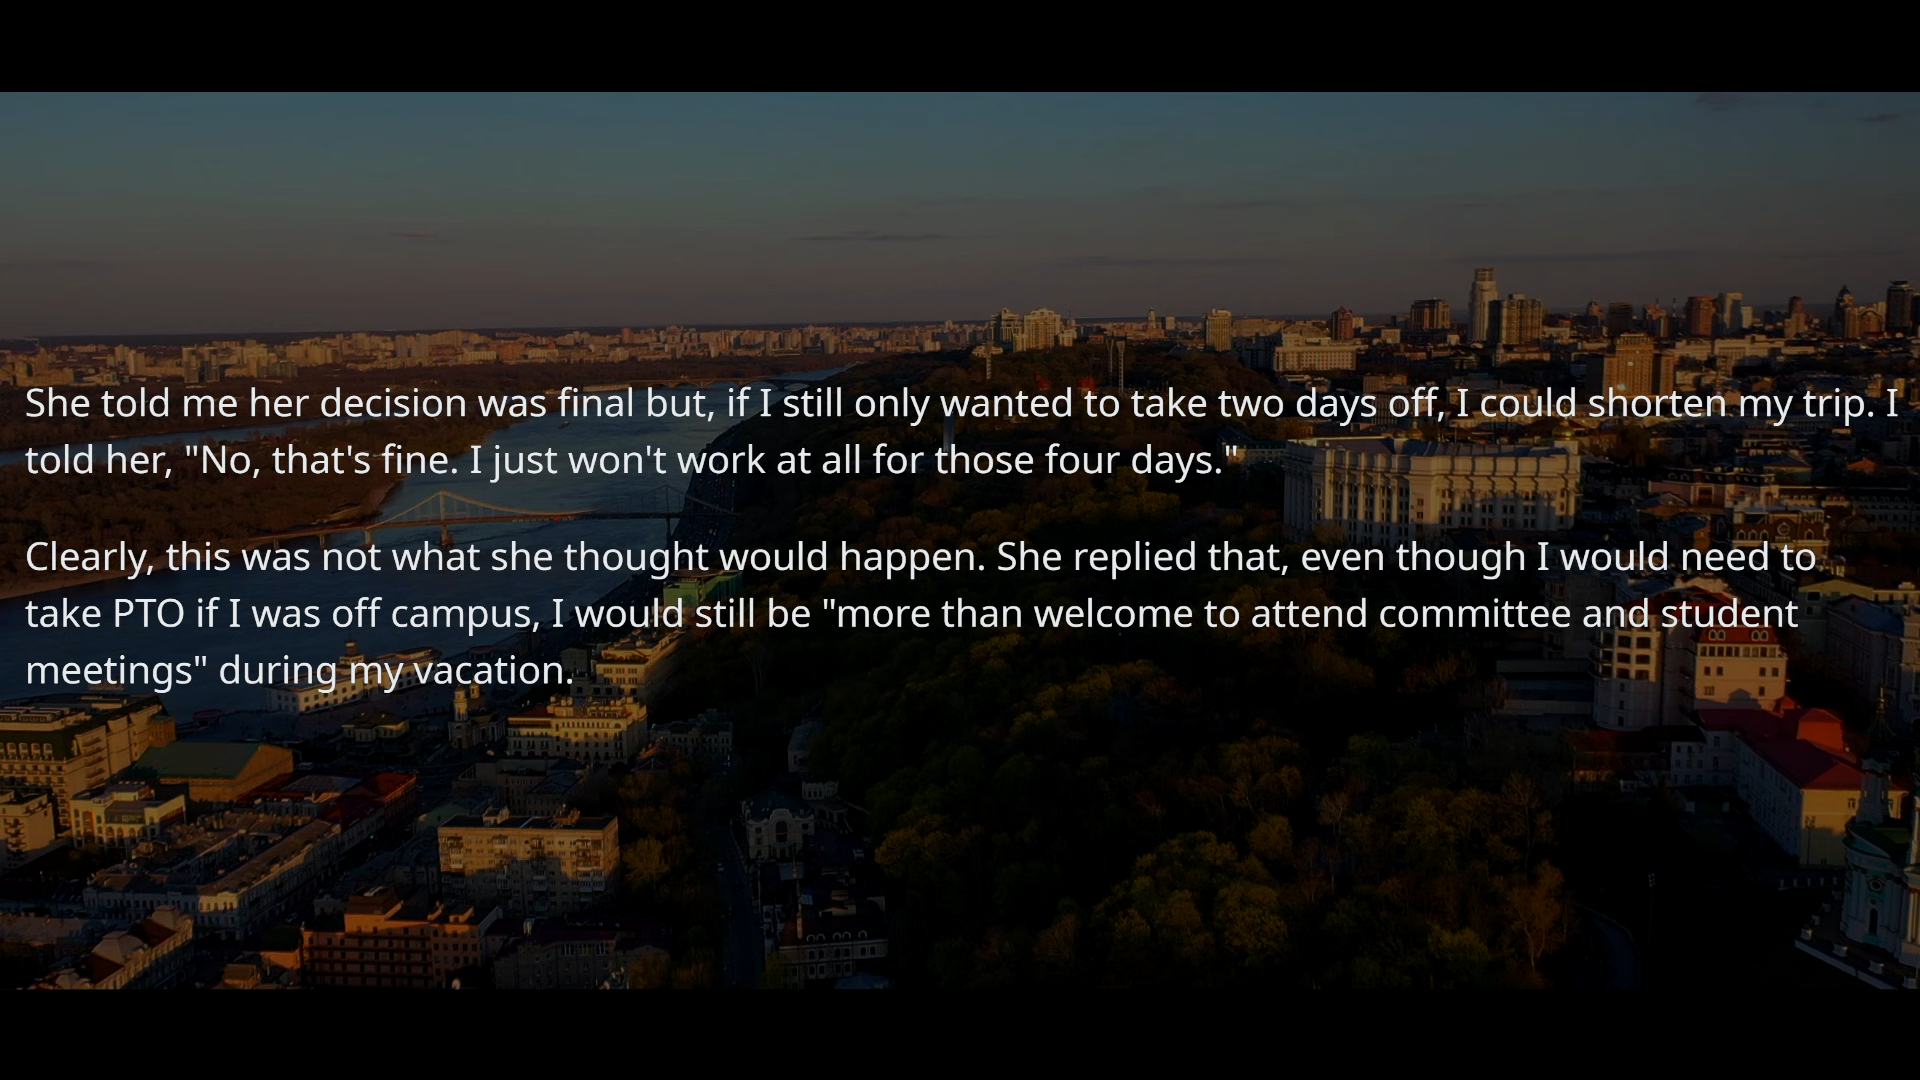 She told me her decision was final but, if I still only wanted to take two days off, I could shorten my trip. I
told her, "No, that's fine. I just won't work at all for those four days."
Clearly, this was not what she thought would happen. She replied that, even though I would need to
take PTO if I was off campus, I would still be "more than welcome to attend committee and student
meetings" during my vacation.